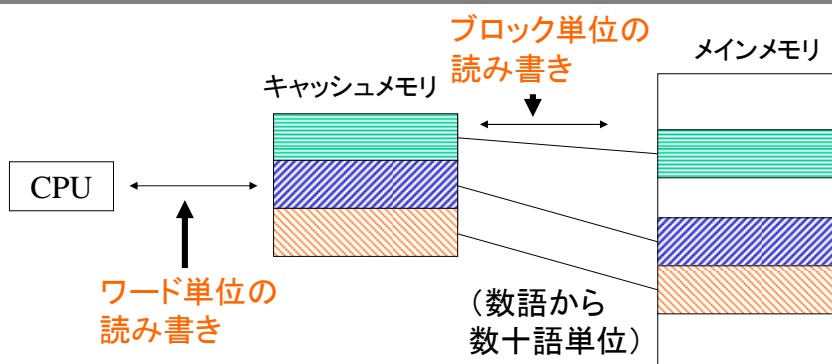 ブロック単位の
読み書き
メインメモリ
キャッシュメモリ
CPU
ワード単位の
読み書き
（数語から
数十語単位）